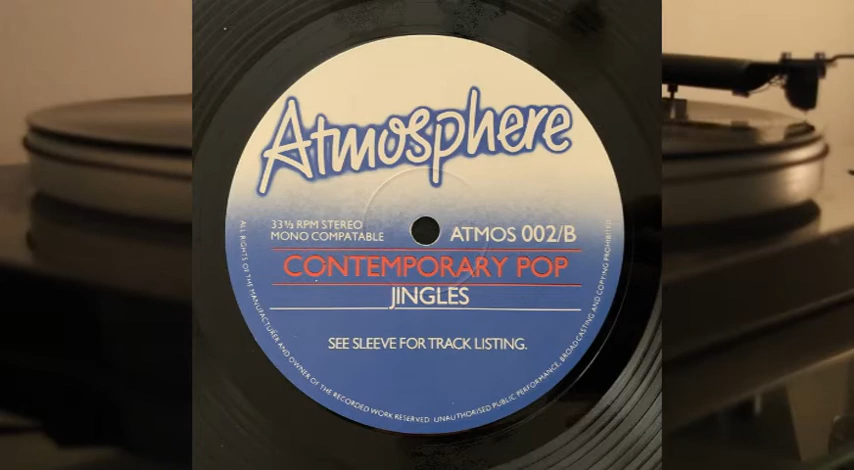 Atmosphere
33⅓ RPM STEREO
MONO COMPATABLE
ATMOS 002/B
CONTEMPORARY POP
JINGLES
SEE SLEEVE FOR TRACK LISTING.
ALL RIGHTS OF THE MANUFACTURER AND OWNER OF THE RECORDED WORK RESERVED. UNAUTHORISED PUBLIC PERFORMANCE, BROADCASTING AND COPYING PROHIBITED